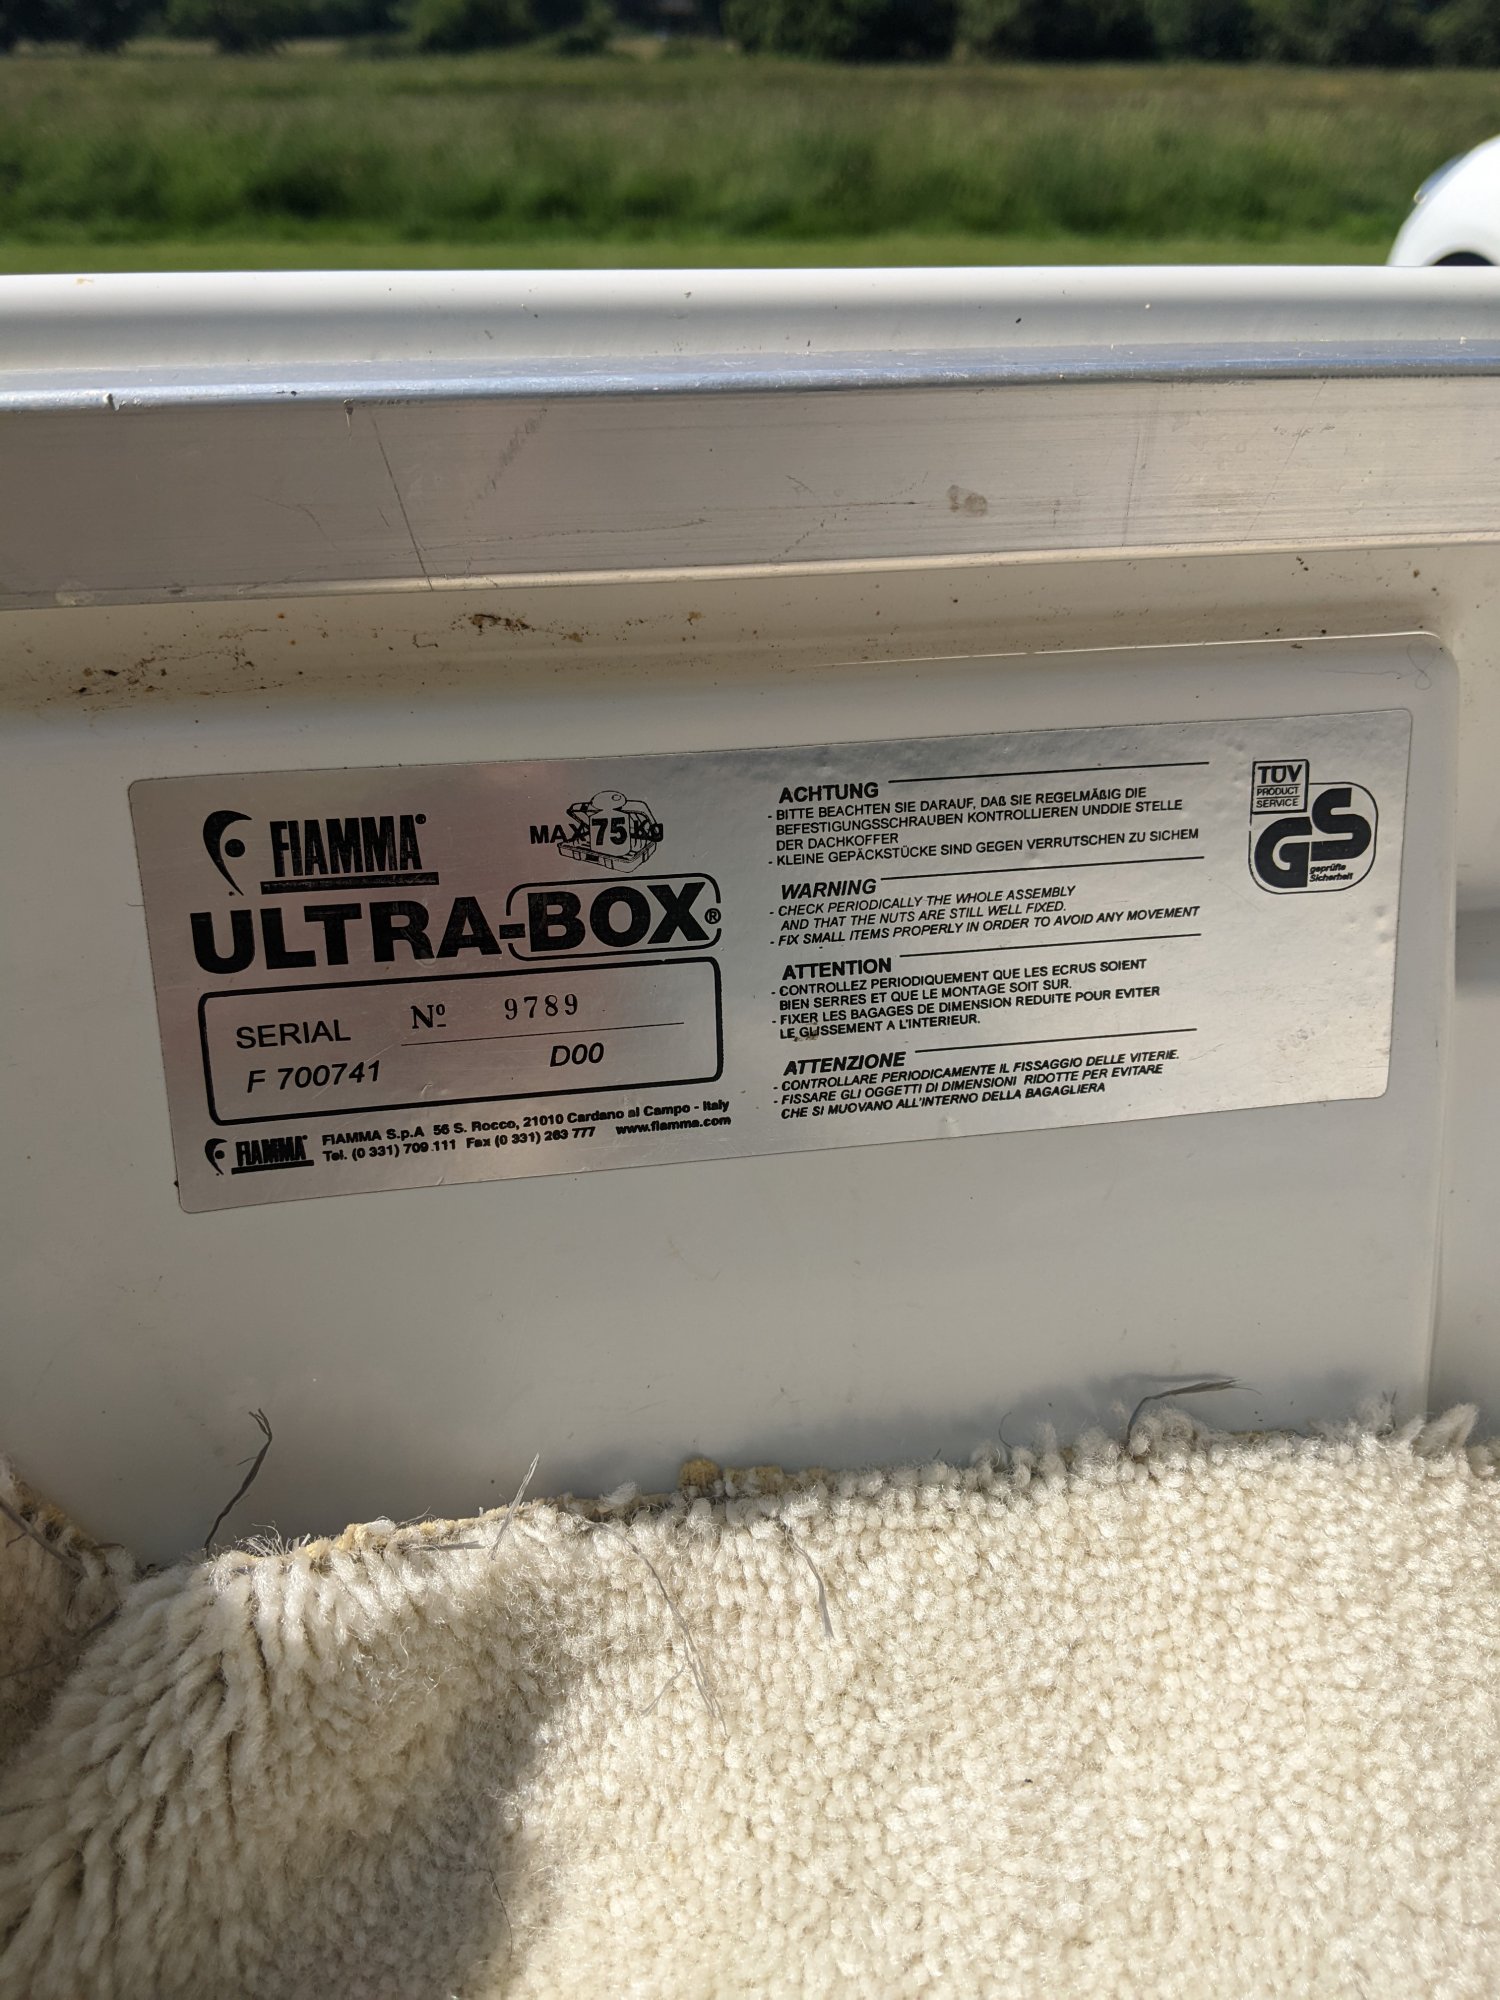 FIAMMA®
MAX 75 Kg
ULTRA-BOX®
SERIAL Nº 9789
F 700741 D00
FIAMMA FIAMMA S.p.A 56 S. Rocco, 21010 Cardano al Campo - Italy
Tel. (0 331) 709.111 Fax (0 331) 263 777 www.fiamma.com
ACHTUNG
- BITTE BEACHTEN SIE DARAUF, DAß SIE REGELMÄßIG DIE
BEFESTIGUNGSSCHRAUBEN KONTROLLIEREN UNDDIE STELLE
DER DACHKOFFER
- KLEINE GEPÄCKSTÜCKE SIND GEGEN VERRUTSCHEN ZU SICHEM
WARNING
- CHECK PERIODICALLY THE WHOLE ASSEMBLY
AND THAT THE NUTS ARE STILL WELL FIXED.
- FIX SMALL ITEMS PROPERLY IN ORDER TO AVOID ANY MOVEMENT
ATTENTION
- CONTROLLEZ PERIODIQUEMENT QUE LES ECRUS SOIENT
BIEN SERRES ET QUE LE MONTAGE SOIT SUR.
- FIXER LES BAGAGES DE DIMENSION REDUITE POUR EVITER
LE GLISSEMENT A L'INTERIEUR.
ATTENZIONE
- CONTROLLARE PERIODICAMENTE IL FISSAGGIO DELLE VITERIE.
- FISSARE GLI OGGETTI DI DIMENSIONI RIDOTTE PER EVITARE
CHE SI MUOVANO ALL'INTERNO DELLA BAGAGLIERA
TÜV
PRODUCT
SERVICE
GS
geprüfte
Sicherheit